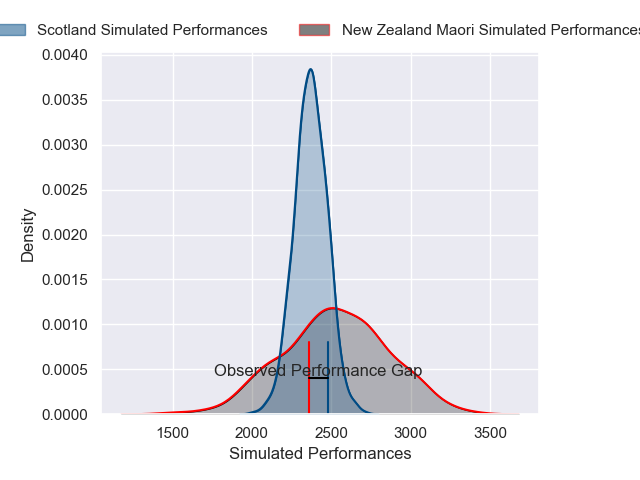 Scotland Simulated Performances
New Zealand Maori Simulated Performances
0.0040
0.0035
0.0030
0.0025
0.0020
0.0015
0.0010
0.0005
0.0000
Density
Observed Performance Gap
1500 2000 2500 3000 3500
Simulated Performances